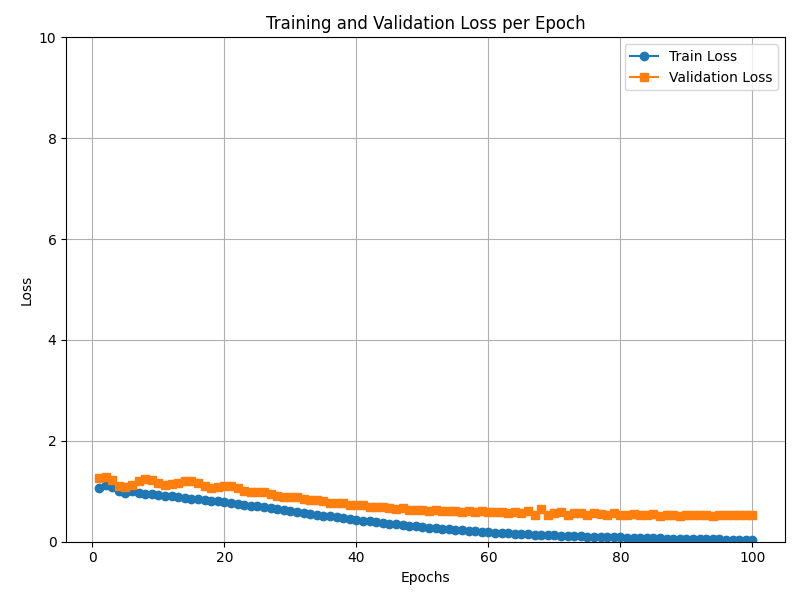 Training and Validation Loss per Epoch
Train Loss
Validation Loss
Loss
10
8
6
4
2
0
0 20 40 60 80 100
Epochs